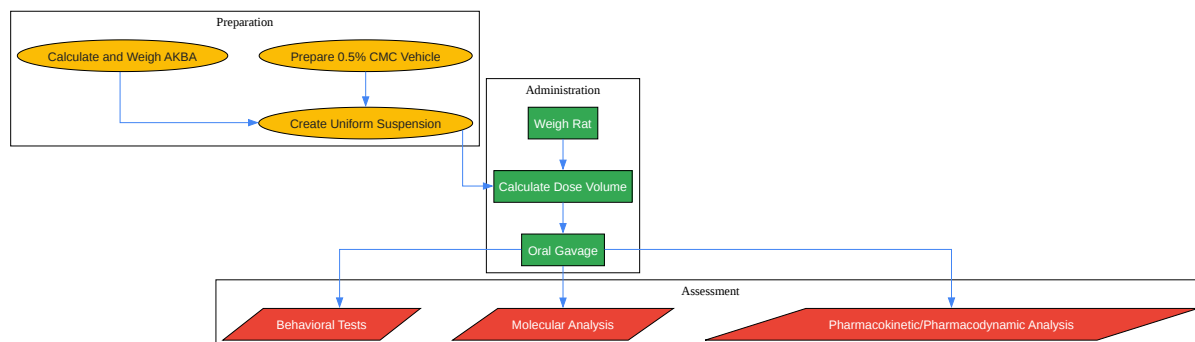 Preparation
Calculate and Weigh AKBA
Prepare 0.5% CMC Vehicle
Create Uniform Suspension
Administration
Weigh Rat
Calculate Dose Volume
Oral Gavage
Assessment
Behavioral Tests
Molecular Analysis
Pharmacokinetic/Pharmacodynamic Analysis